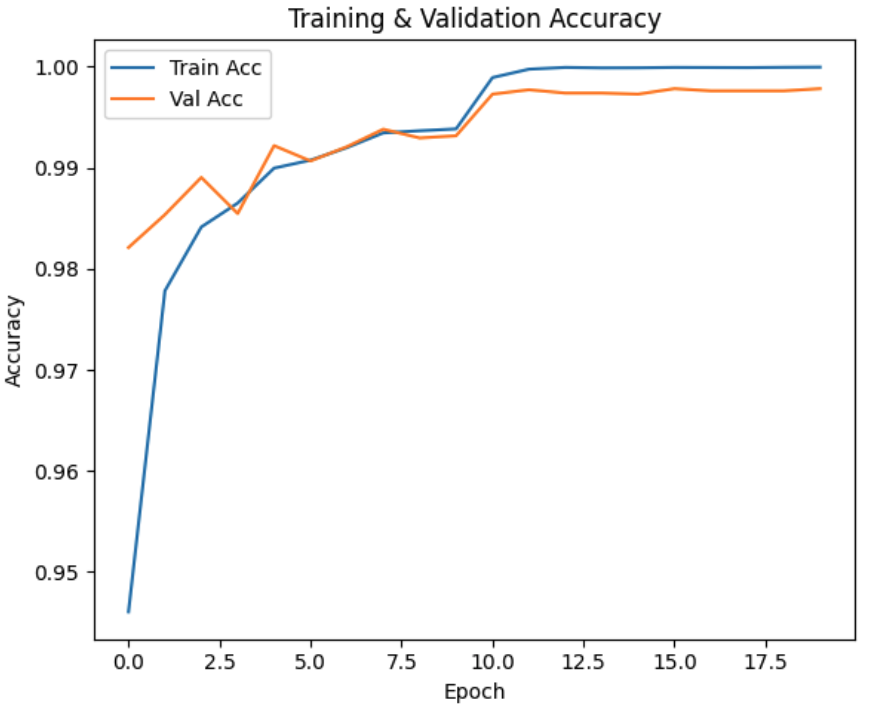 Training & Validation Accuracy
Train Acc
Val Acc
1.00
0.99
0.98
0.97
0.96
0.95
Accuracy
0.0 2.5 5.0 7.5 10.0 12.5 15.0 17.5
Epoch